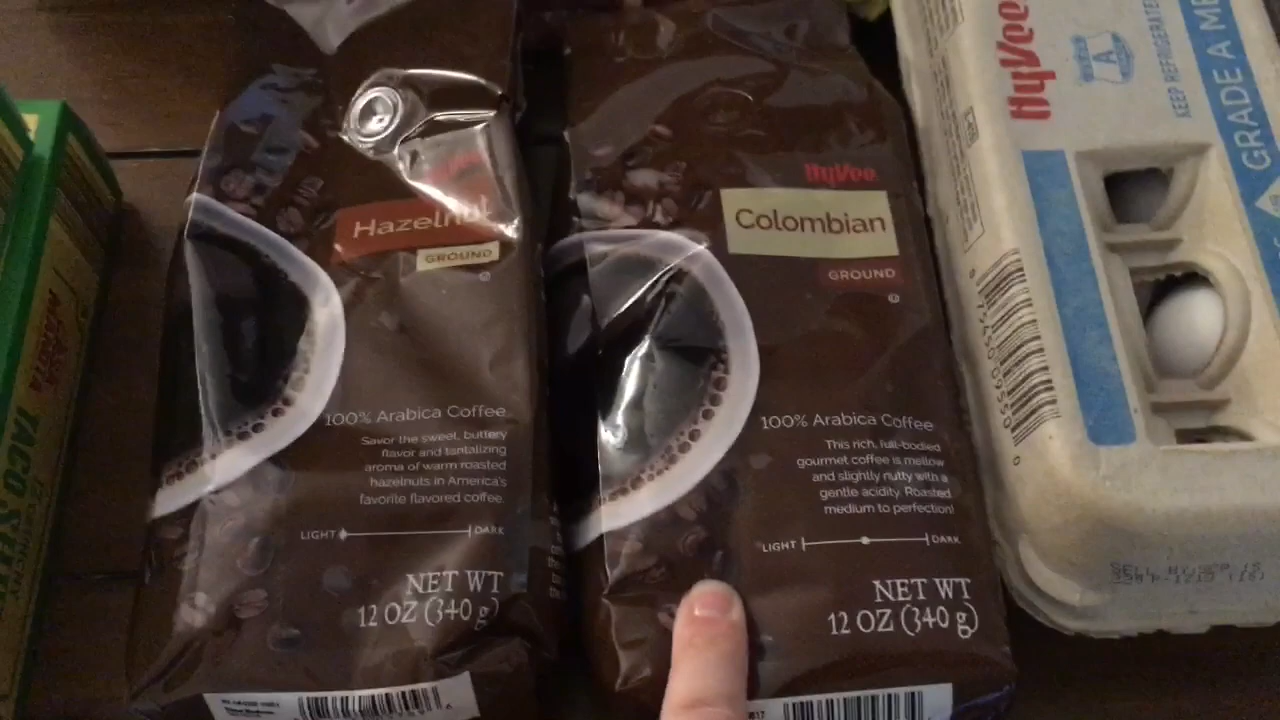 HyVee
Hazelnut
GROUND
100% Arabica Coffee
Savor the sweet, buttery
flavor and tantalizing
aroma of warm roasted
hazelnuts in America's
favorite flavored coffee.
LIGHT DARK
NET WT
12 OZ (340 g)
HyVee
Colombian
GROUND
100% Arabica Coffee
This rich, full-bodied
gourmet coffee is mellow
and slightly nutty with a
gentle acidity. Roasted
medium to perfection!
LIGHT DARK
NET WT
12 OZ (340 g)
HyVee
A
KEEP REFRIGERATED
GRADE A
TACO